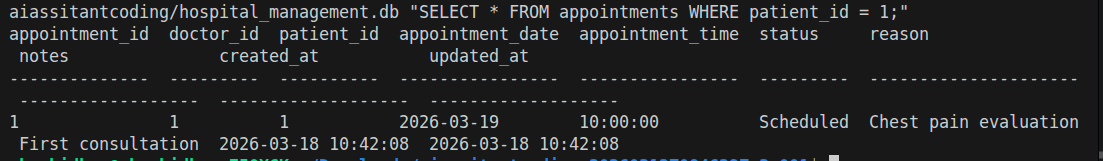 aiassitantcoding/hospital_management.db "SELECT * FROM appointments WHERE patient_id = 1;"
appointment_id  doctor_id  patient_id  appointment_date  appointment_time  status     reason
 notes               created_at           updated_at
--------------  ---------  ----------  ----------------  ----------------  ---------  ---------------------
 ------------------  -------------------  -------------------
1               1          1           2026-03-19        10:00:00          Scheduled  Chest pain evaluation
 First consultation  2026-03-18 10:42:08  2026-03-18 10:42:08